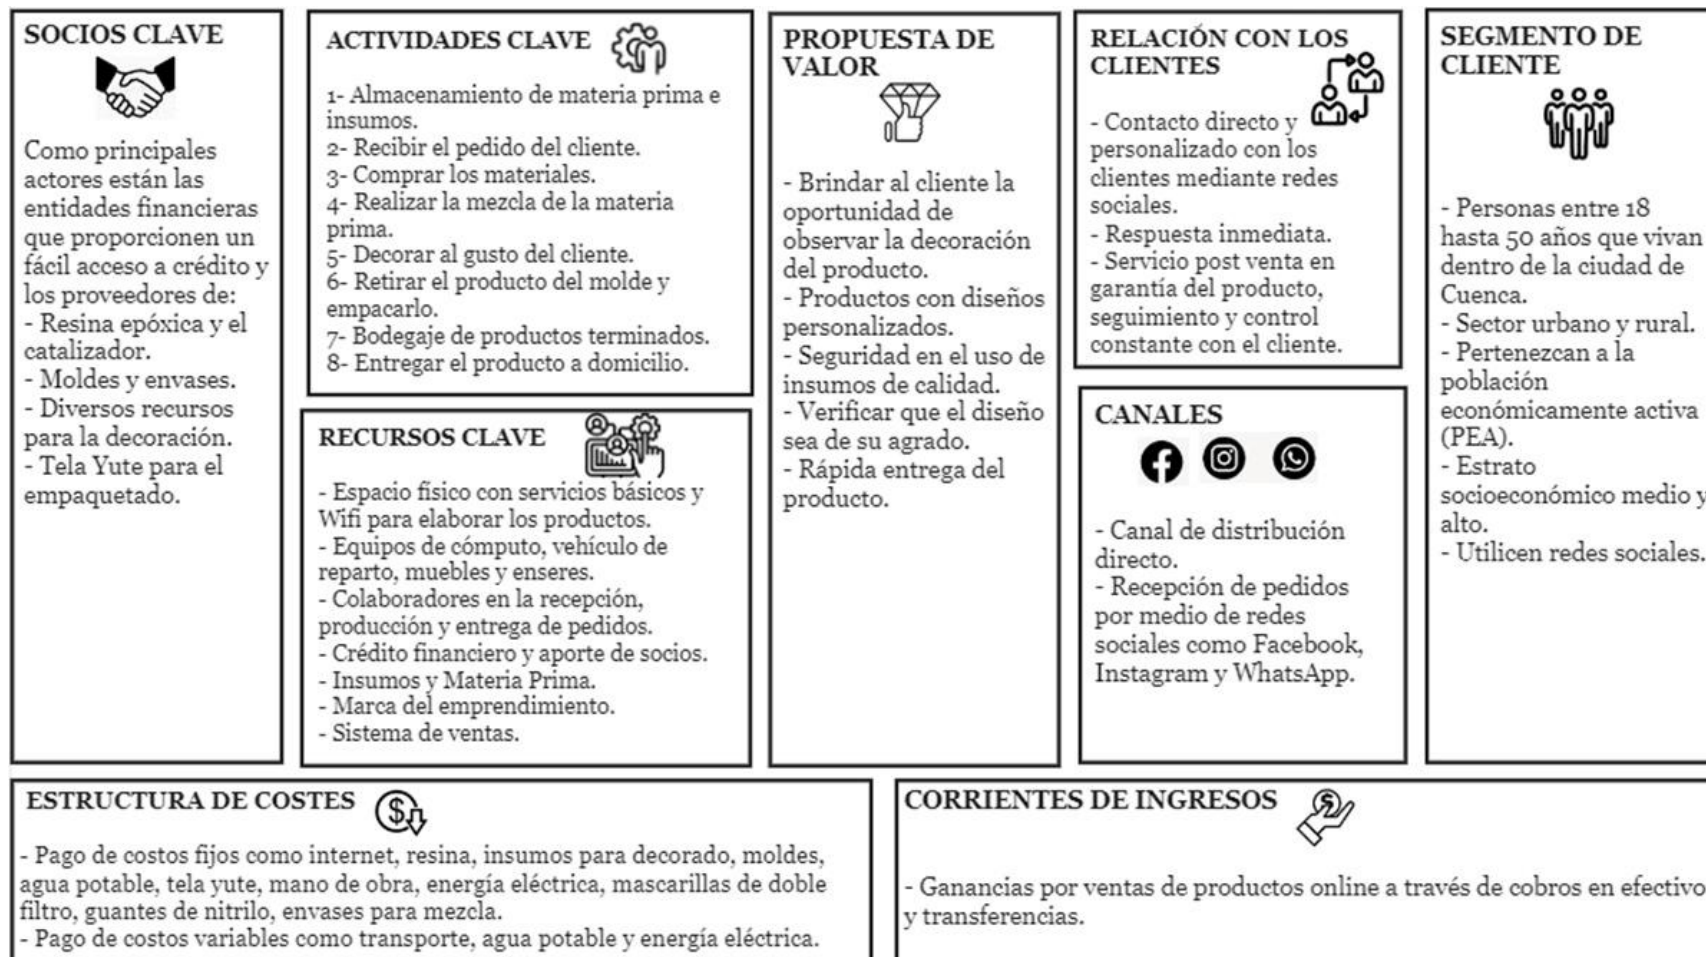 SOCIOS CLAVE
Como principales
actores están las
entidades financieras
que proporcionen un
fácil acceso a crédito y
los proveedores de:
- Resina epóxica y el
catalizador.
- Moldes y envases.
- Diversos recursos
para la decoración.
- Tela Yute para el
empaquetado.
ACTIVIDADES CLAVE
1- Almacenamiento de materia prima e
insumos.
2- Recibir el pedido del cliente.
3- Comprar los materiales.
4- Realizar la mezcla de la materia
prima.
5- Decorar al gusto del cliente.
6- Retirar el producto del molde y
empacarlo.
7- Bodegaje de productos terminados.
8- Entregar el producto a domicilio.
RECURSOS CLAVE
- Espacio físico con servicios básicos y
Wifi para elaborar los productos.
- Equipos de cómputo, vehículo de
reparto, muebles y enseres.
- Colaboradores en la recepción,
producción y entrega de pedidos.
- Crédito financiero y aporte de socios.
- Insumos y Materia Prima.
- Marca del emprendimiento.
- Sistema de ventas.
PROPUESTA DE
VALOR
- Brindar al cliente la
oportunidad de
observar la decoración
del producto.
- Productos con diseños
personalizados.
- Seguridad en el uso de
insumos de calidad.
- Verificar que el diseño
sea de su agrado.
- Rápida entrega del
producto.
RELACIÓN CON LOS
CLIENTES
- Contacto directo y
personalizado con los
clientes mediante redes
sociales.
- Respuesta inmediata.
- Servicio post venta en
garantía del producto,
seguimiento y control
constante con el cliente.
CANALES
- Canal de distribución
directo.
- Recepción de pedidos
por medio de redes
sociales como Facebook,
Instagram y WhatsApp.
SEGMENTO DE
CLIENTE
- Personas entre 18
hasta 50 años que vivan
dentro de la ciudad de
Cuenca.
- Sector urbano y rural.
- Pertenezcan a la
población
económicamente activa
(PEA).
- Estrato
socioeconómico medio y
alto.
- Utilicen redes sociales.
ESTRUCTURA DE COSTES
- Pago de costos fijos como internet, resina, insumos para decorado, moldes,
agua potable, tela yute, mano de obra, energía eléctrica, mascarillas de doble
filtro, guantes de nitrilo, envases para mezcla.
- Pago de costos variables como transporte, agua potable y energía eléctrica.
CORRIENTES DE INGRESOS
- Ganancias por ventas de productos online a través de cobros en efectivo
y transferencias.